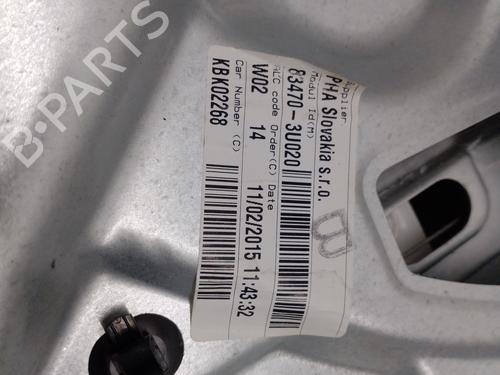 Supplier
PHA Slovakia s.r.o.
Modul Id(M)
83470-3U020
ALC code Order(C) Date
W02 14 11/02/2015 11:43:32
Car Number (C)
KBK02268
B
B